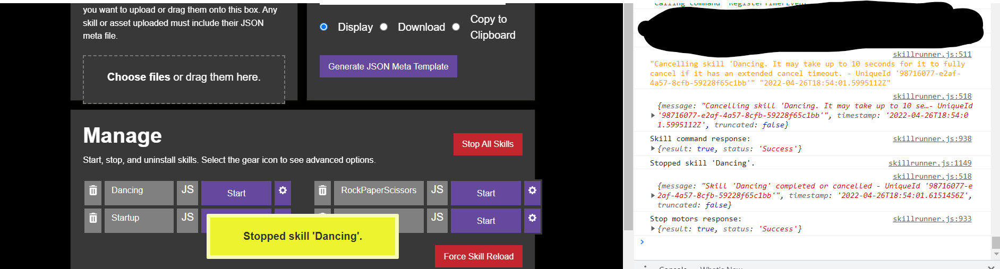 you want to upload or drag them onto this box. Any
skill or asset uploaded must include their JSON
meta file.
Choose files or drag them here.
Display
Download
Copy to
Clipboard
Generate JSON Meta Template
Manage
Start, stop, and uninstall skills. Select the gear icon to see advanced options.
Stop All Skills
Dancing JS Start
RockPaperScissors JS Start
Startup JS
JS Start
Stopped skill 'Dancing'.
Force Skill Reload
skillrunner.js:511
"Cancelling skill 'Dancing. It may take up to 10 seconds for it to fully
cancel if it has an extended cancel timeout. - UniqueId '98716077-e2af-
4a57-8cfb-59228f65c1bb'" "2022-04-26T18:54:01.5995112Z"
skillrunner.js:518
{message: "Cancelling skill 'Dancing. It may take up to 10 se…- UniqueId
'98716077-e2af-4a57-8cfb-59228f65c1bb'", timestamp: '2022-04-26T18:54:0
1.5995112Z', truncated: false}
Skill command response: skillrunner.js:938
{result: true, status: 'Success'}
Stopped skill 'Dancing'. skillrunner.js:1149
skillrunner.js:518
{message: "Skill 'Dancing' completed or cancelled - UniqueId '98716077-e
2af-4a57-8cfb-59228f65c1bb'", timestamp: '2022-04-26T18:54:01.6151456Z',
truncated: false}
Stop motors response: skillrunner.js:933
{result: true, status: 'Success'}
Console What's New